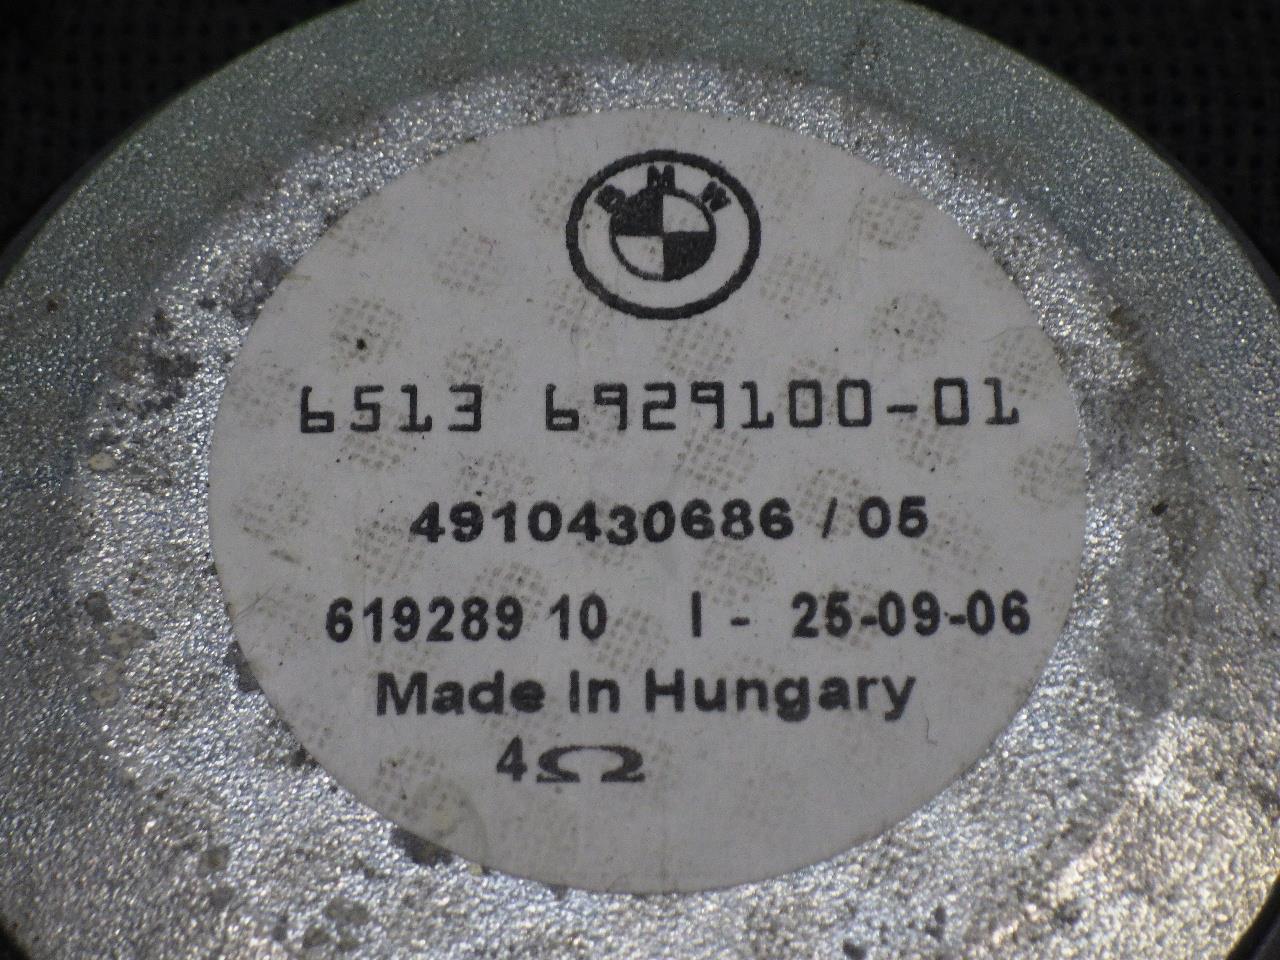 BMW
6513 6929100-01
4910430686 / 05
619289 10 I - 25-09-06
Made In Hungary
4Ω